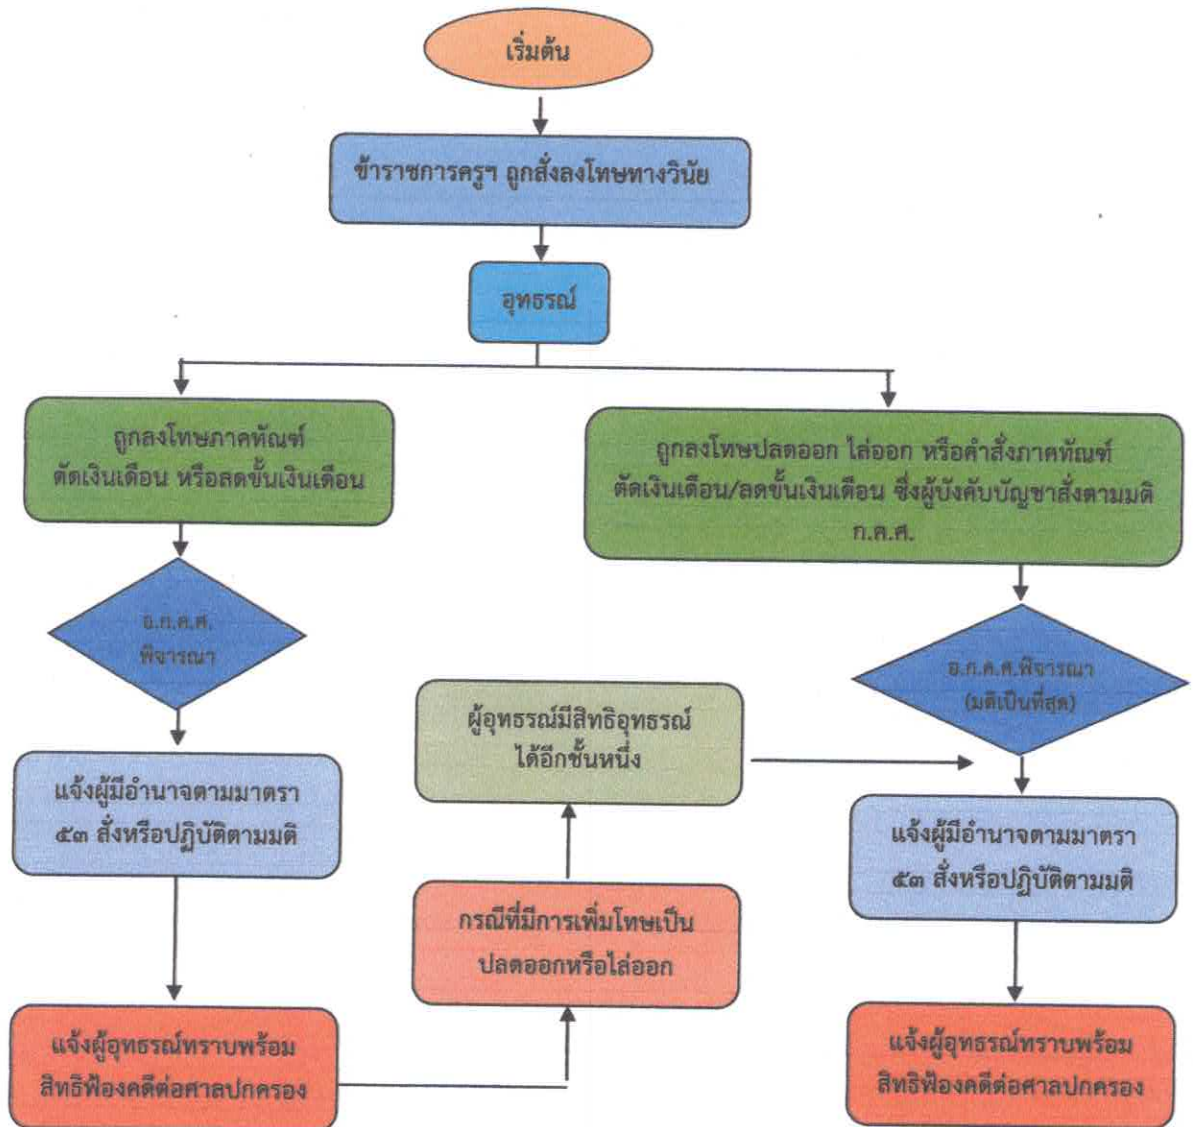 เริ่มต้น
ข้าราชการครูฯ ถูกสั่งลงโทษทางวินัย
อุทธรณ์
ถูกลงโทษภาคทัณฑ์
ตัดเงินเดือน หรือลดขั้นเงินเดือน
ถูกลงโทษปลดออก ไล่ออก หรือคำสั่งภาคทัณฑ์
ตัดเงินเดือน/ลดขั้นเงินเดือน ซึ่งผู้บังคับบัญชาสั่งตามมติ
ก.ค.ศ.
อ.ก.ค.ศ.
พิจารณา
อ.ก.ค.ศ.พิจารณา
(มติเป็นที่สุด)
ผู้อุทธรณ์มีสิทธิอุทธรณ์
ได้อีกชั้นหนึ่ง
แจ้งผู้มีอำนาจตามมาตรา
๕๓ สั่งหรือปฏิบัติตามมติ
แจ้งผู้มีอำนาจตามมาตรา
๕๓ สั่งหรือปฏิบัติตามมติ
กรณีที่มีการเพิ่มโทษเป็น
ปลดออกหรือไล่ออก
แจ้งผู้อุทธรณ์ทราบพร้อม
สิทธิฟ้องคดีต่อศาลปกครอง
แจ้งผู้อุทธรณ์ทราบพร้อม
สิทธิฟ้องคดีต่อศาลปกครอง